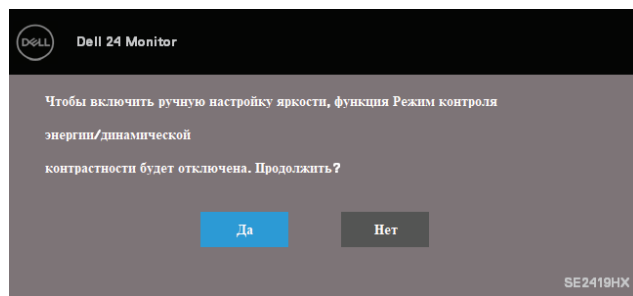 DELL
Dell 24 Monitor
Чтобы включить ручную настройку яркости, функция Режим контроля
энергии/динамической
контрастности будет отключена. Продолжить?
Да
Нет
SE2419HX